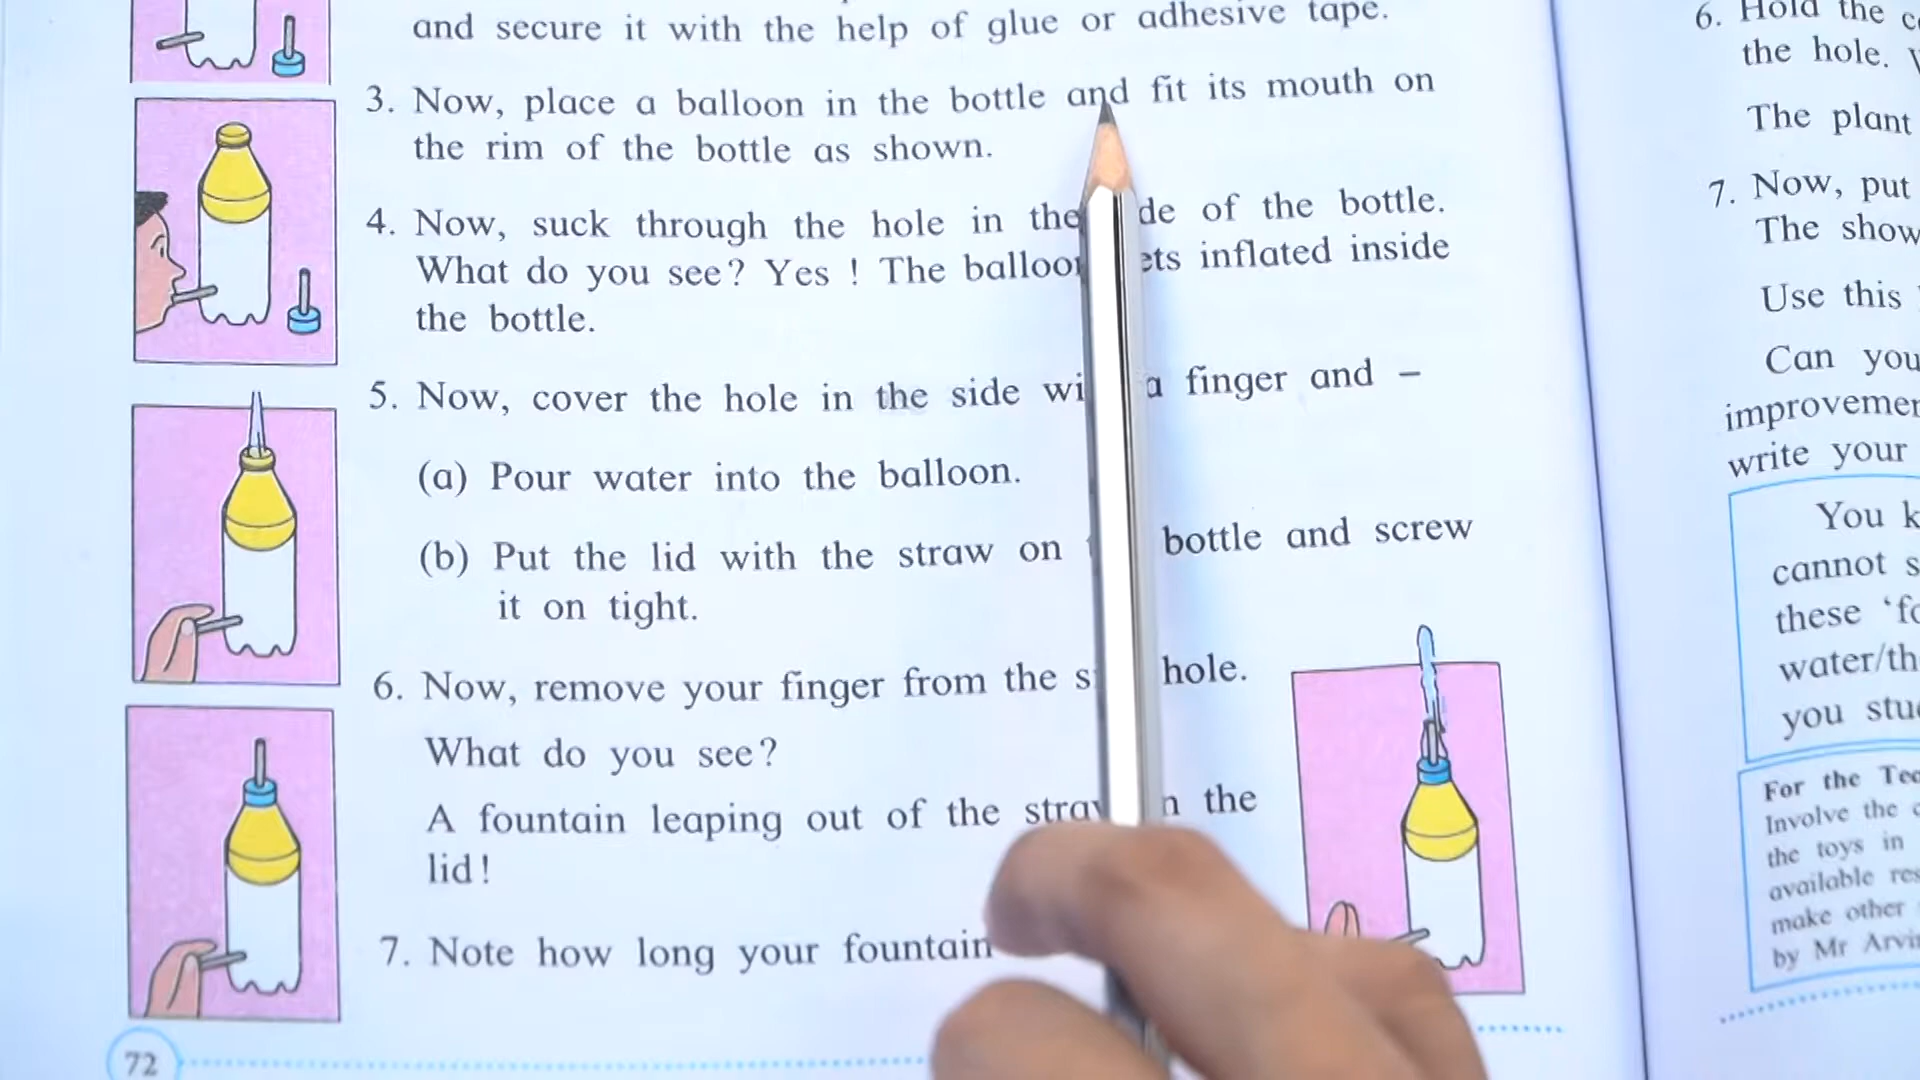 and secure it with the help of glue or adhesive tape.
3. Now, place a balloon in the bottle and fit its mouth on
the rim of the bottle as shown.
4. Now, suck through the hole in the de of the bottle.
What do you see? Yes ! The balloon ets inflated inside
the bottle.
5. Now, cover the hole in the side wi a finger and –
(a) Pour water into the balloon.
(b) Put the lid with the straw on bottle and screw
it on tight.
6. Now, remove your finger from the s hole.
What do you see?
A fountain leaping out of the straw n the
lid!
7. Note how long your fountain
72
6. Hold the c
the hole.
The plant
7. Now, put
The show
Use this
Can you
improvemen
write your
You k
cannot s
these ‘fo
water/th
you stu
For the Tea
Involve the c
the toys in
available res
make other
by Mr Arvi